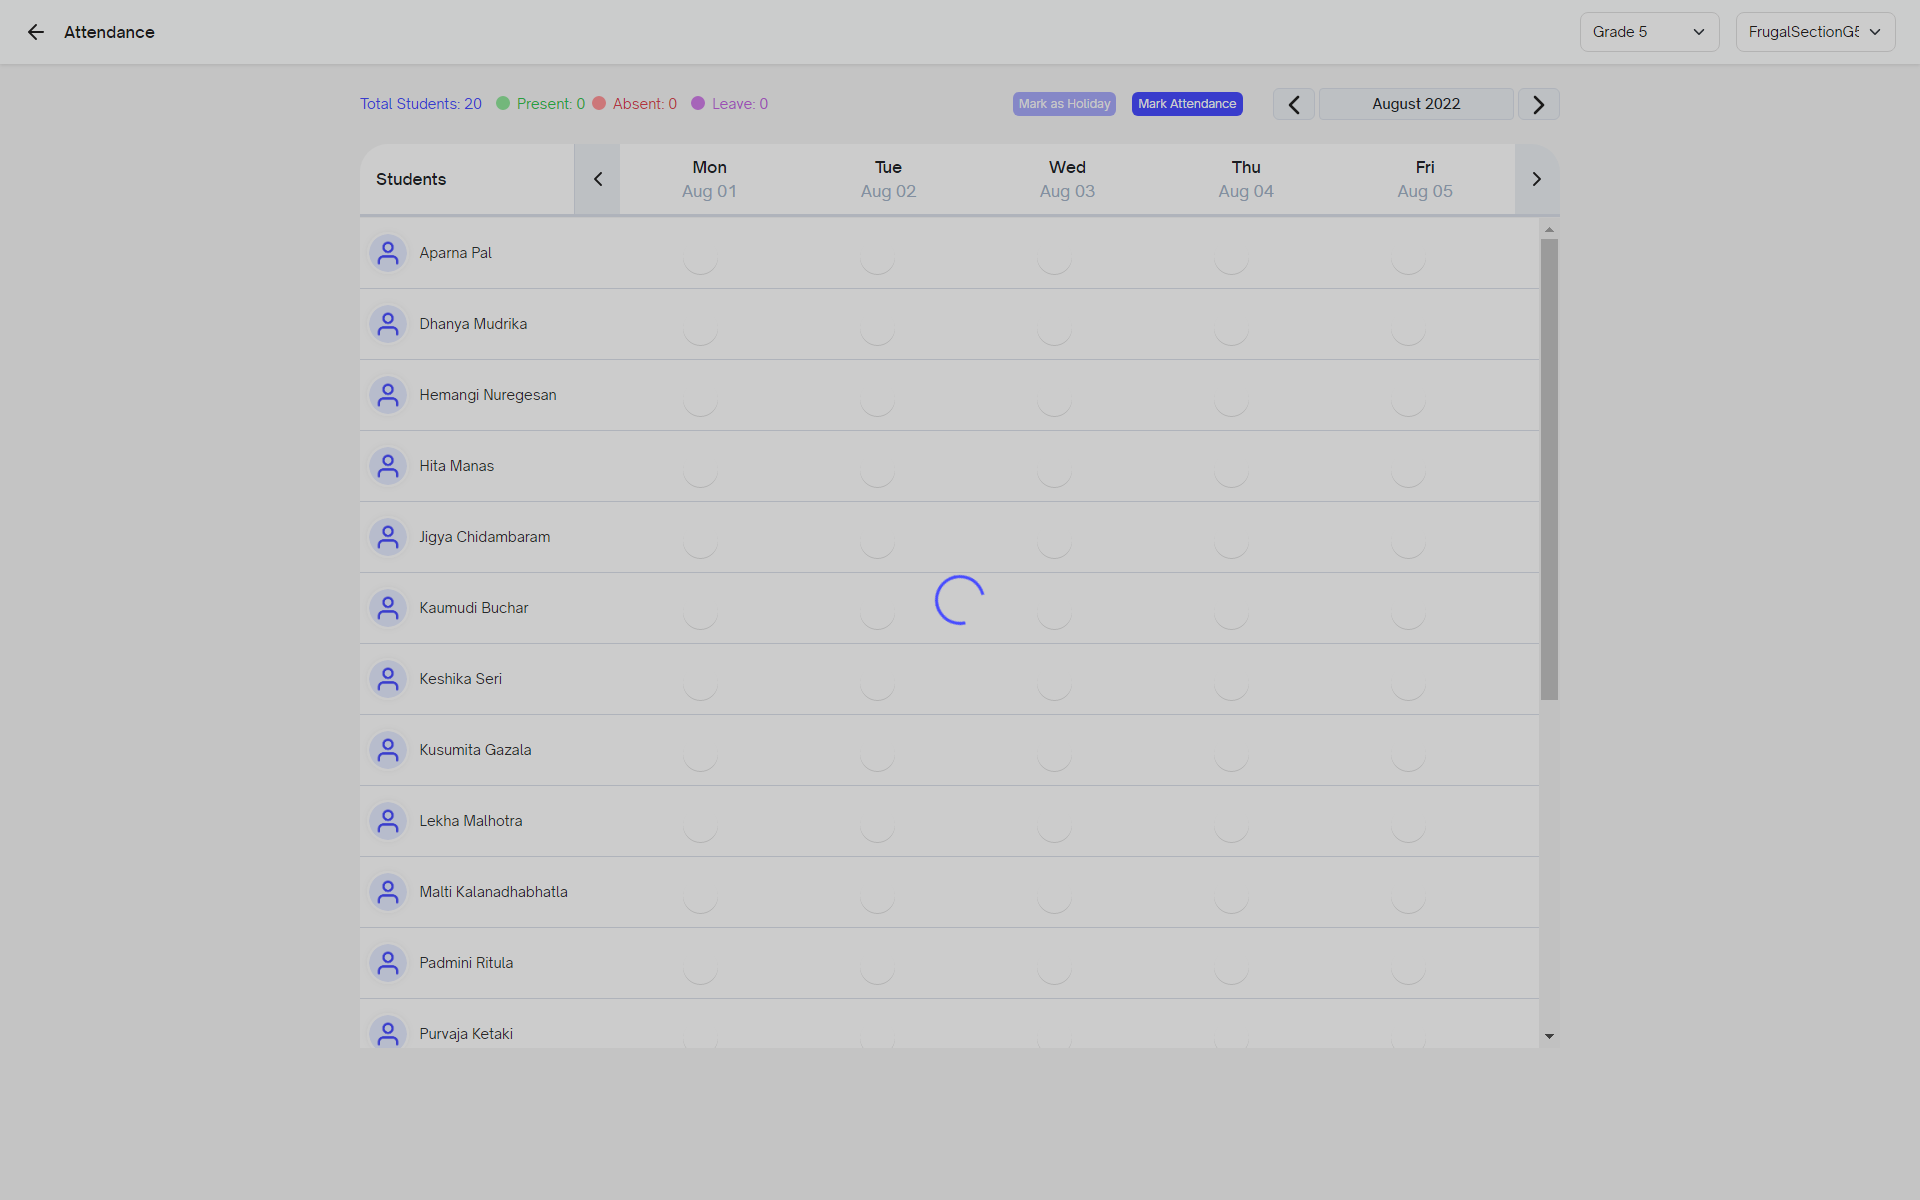 Attendance
Grade 5
FrugalSectionG5
Total Students: 20 Present: 0 Absent: 0 Leave: 0
Mark as Holiday
Mark Attendance
August 2022
Students
Mon Tue Wed Thu Fri
Aug 01 Aug 02 Aug 03 Aug 04 Aug 05
Aparna Pal
Dhanya Mudrika
Hemangi Nuregesan
Hita Manas
Jigya Chidambaram
Kaumudi Buchar
Keshika Seri
Kusumita Gazala
Lekha Malhotra
Malti Kalanadhabhatla
Padmini Ritula
Purvaja Ketaki